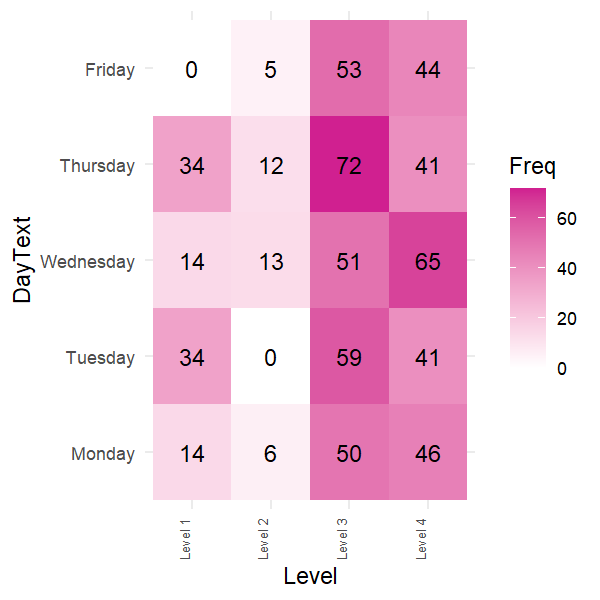 Friday 0 5 53 44
Thursday 34 12 72 41
Wednesday 14 13 51 65
Tuesday 34 0 59 41
Monday 14 6 50 46
Level 1 Level 2 Level 3 Level 4
Level
DayText
Freq
60
40
20
0